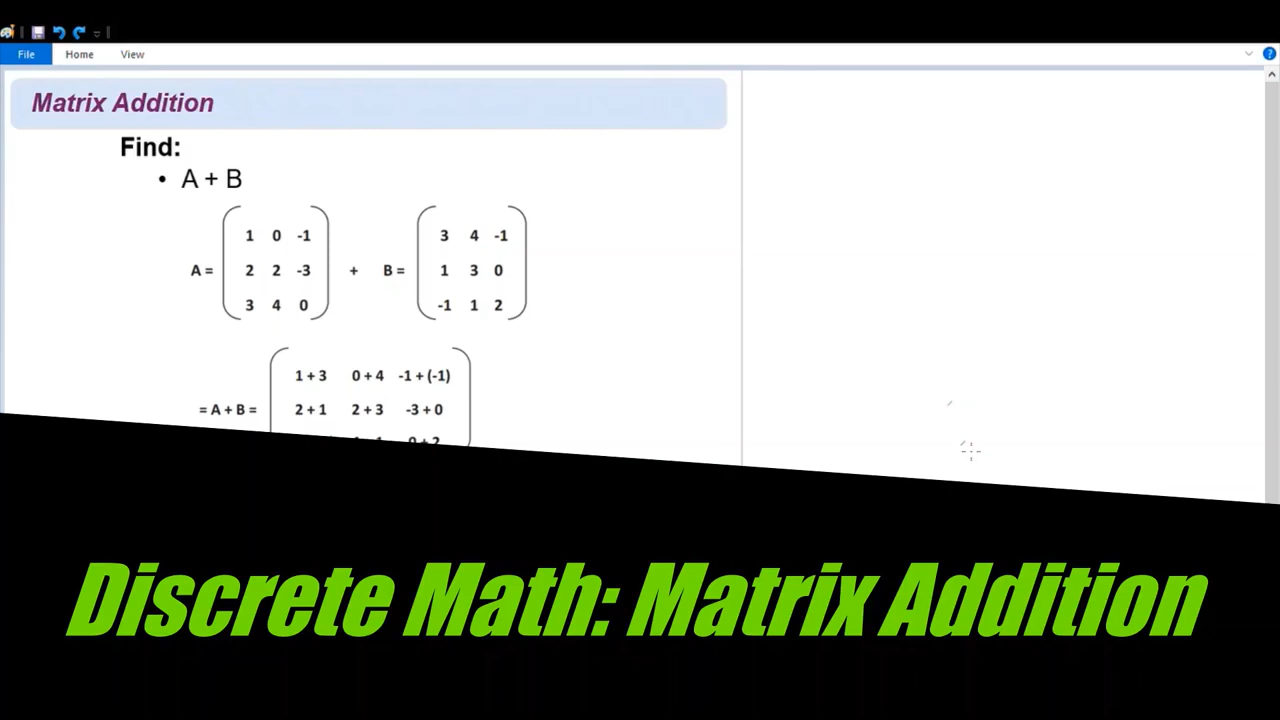 File Home View
Matrix Addition
Find:
• A + B
1 0 -1
A = 2 2 -3
3 4 0
+
3 4 -1
B = 1 3 0
-1 1 2
1 + 3 0 + 4 -1 + (-1)
= A + B = 2 + 1 2 + 3 -3 + 0
0 + 2
Discrete Math: Matrix Addition